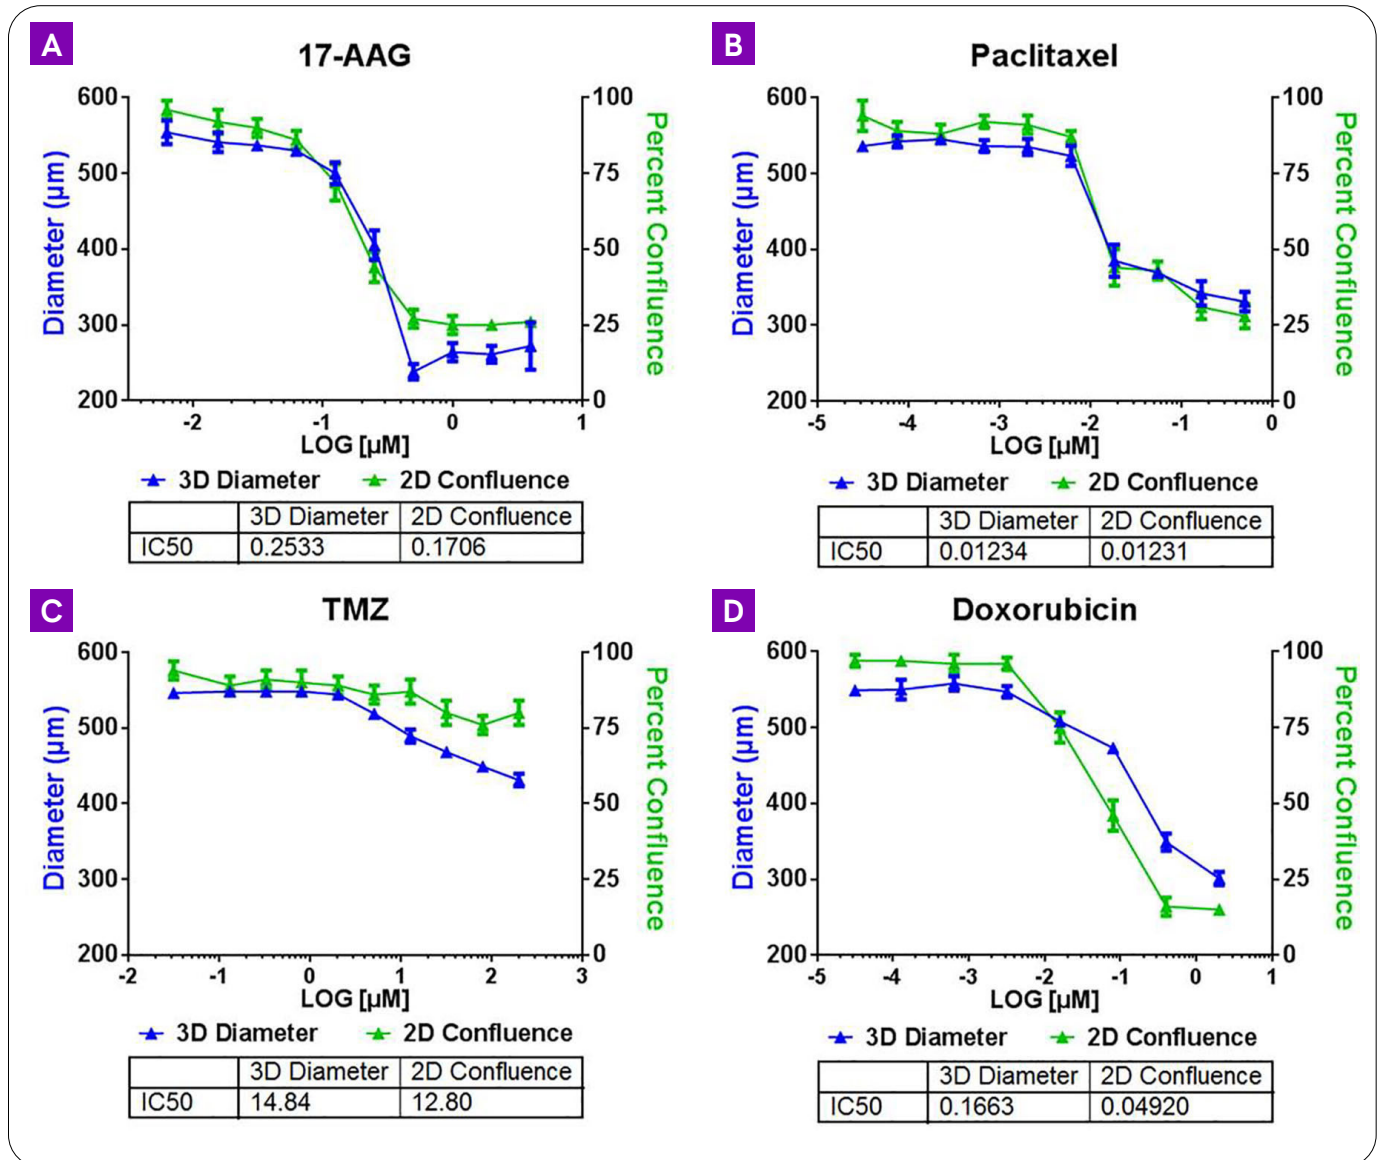 A
17-AAG
600
500
400
300
200
Diameter (µm)
100
75
50
25
0
Percent Confluence
-2 -1 0 1
LOG [µM]
3D Diameter 2D Confluence
3D Diameter 2D Confluence
IC50 0.2533 0.1706
B
Paclitaxel
600
500
400
300
200
Diameter (µm)
100
75
50
25
0
Percent Confluence
-5 -4 -3 -2 -1 0
LOG [µM]
3D Diameter 2D Confluence
3D Diameter 2D Confluence
IC50 0.01234 0.01231
C
TMZ
600
500
400
300
200
Diameter (µm)
100
75
50
25
0
Percent Confluence
-2 -1 0 1 2 3
LOG [µM]
3D Diameter 2D Confluence
3D Diameter 2D Confluence
IC50 14.84 12.80
D
Doxorubicin
600
500
400
300
200
Diameter (µm)
100
75
50
25
0
Percent Confluence
-5 -4 -3 -2 -1 0 1
LOG [µM]
3D Diameter 2D Confluence
3D Diameter 2D Confluence
IC50 0.1663 0.04920